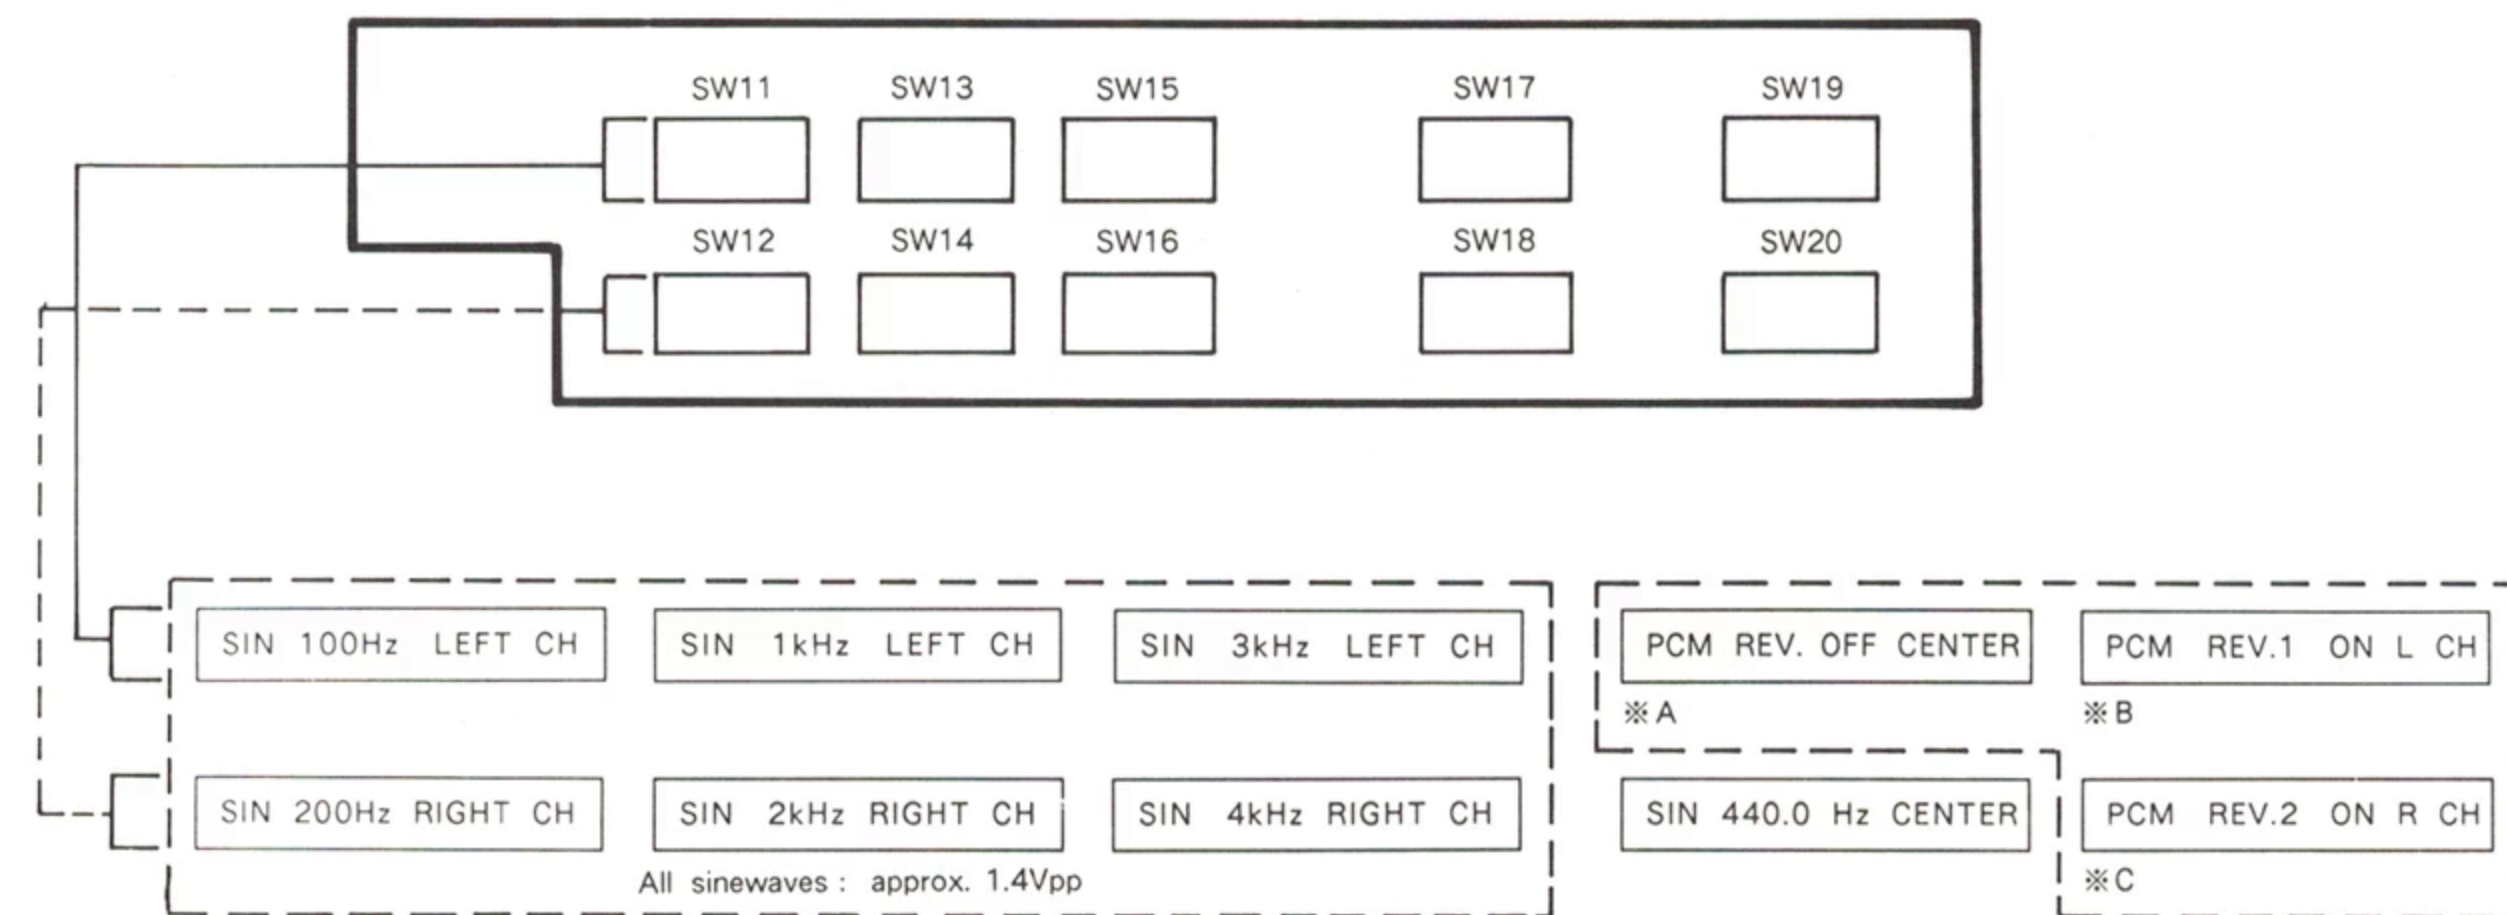 SW11 SW13 SW15 SW17 SW19
SW12 SW14 SW16 SW18 SW20
SIN 100Hz LEFT CH SIN 1kHz LEFT CH SIN 3kHz LEFT CH PCM REV. OFF CENTER PCM REV.1 ON L CH
※A ※B
SIN 200Hz RIGHT CH SIN 2kHz RIGHT CH SIN 4kHz RIGHT CH SIN 440.0 Hz CENTER PCM REV.2 ON R CH
All sinewaves : approx. 1.4Vpp ※C